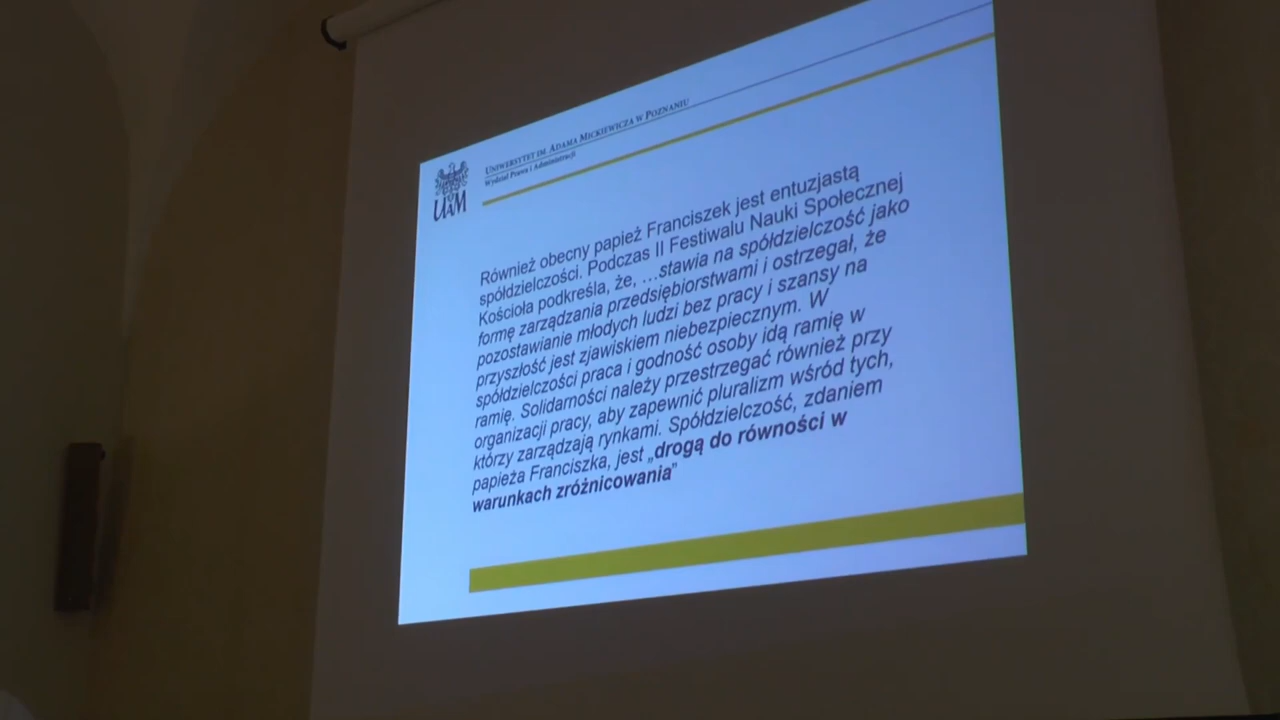 UNIWERSYTET IM. ADAMA MICKIEWICZA W POZNANIU
Wydział Prawa i Administracji
UAM
Również obecny papież Franciszek jest entuzjastą
spółdzielczości. Podczas II Festiwalu Nauki Społecznej
Kościoła podkreśla, że, …stawia na spółdzielczość jako
formę zarządzania przedsiębiorstwami i ostrzegał, że
pozostawianie młodych ludzi bez pracy i szansy na
przyszłość jest zjawiskiem niebezpiecznym. W
spółdzielczości praca i godność osoby idą ramię w
ramię. Solidarności należy przestrzegać również przy
organizacji pracy, aby zapewnić pluralizm wśród tych,
którzy zarządzają rynkami. Spółdzielczość, zdaniem
papieża Franciszka, jest „drogą do równości w
warunkach zróżnicowania”